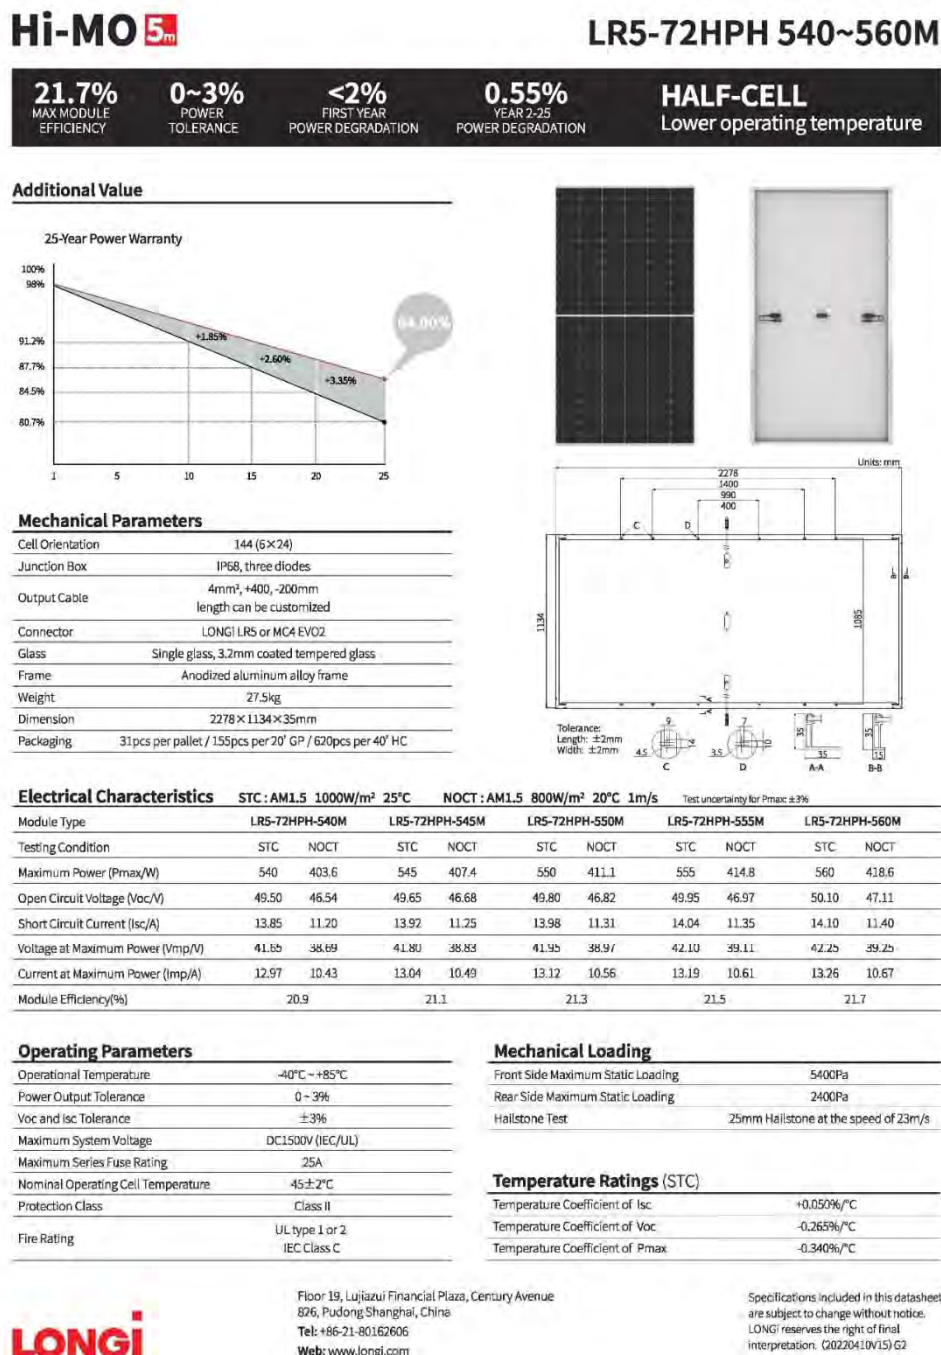 Hi-MO 5m
LR5-72HPH 540~560M
21.7%
MAX MODULE
EFFICIENCY
0~3%
POWER
TOLERANCE
<2%
FIRST YEAR
POWER DEGRADATION
0.55%
YEAR 2-25
POWER DEGRADATION
HALF-CELL
Lower operating temperature
Additional Value
25-Year Power Warranty
100%
98%
91.2%
87.7%
84.5%
80.7%
+1.85%
+2.60%
+3.35%
1 5 10 15 20 25
Units: mm
2278
1400
990
400
C D
1134
1085
B B
A
A
Tolerance:
Length: ±2mm
Width: ±2mm
9
4.5
14
C
7
3.5
10
D
35
35
A-A
35
15
B-B
Mechanical Parameters
Cell Orientation 144 (6×24)
Junction Box IP68, three diodes
Output Cable 4mm², +400, -200mm
length can be customized
Connector LONGi LR5 or MC4 EVO2
Glass Single glass, 3.2mm coated tempered glass
Frame Anodized aluminum alloy frame
Weight 27.5kg
Dimension 2278×1134×35mm
Packaging 31pcs per pallet / 155pcs per 20' GP / 620pcs per 40' HC
Electrical Characteristics STC : AM1.5 1000W/m² 25°C NOCT : AM1.5 800W/m² 20°C 1m/s Test uncertainty for Pmax: ±3%
Module Type LR5-72HPH-540M LR5-72HPH-545M LR5-72HPH-550M LR5-72HPH-555M LR5-72HPH-560M
Testing Condition STC NOCT STC NOCT STC NOCT STC NOCT STC NOCT
Maximum Power (Pmax/W) 540 403.6 545 407.4 550 411.1 555 414.8 560 418.6
Open Circuit Voltage (Voc/V) 49.50 46.54 49.65 46.68 49.80 46.82 49.95 46.97 50.10 47.11
Short Circuit Current (Isc/A) 13.85 11.20 13.92 11.25 13.98 11.31 14.04 11.35 14.10 11.40
Voltage at Maximum Power (Vmp/V) 41.65 38.69 41.80 38.83 41.95 38.97 42.10 39.11 42.25 39.25
Current at Maximum Power (Imp/A) 12.97 10.43 13.04 10.49 13.12 10.56 13.19 10.61 13.26 10.67
Module Efficiency(%) 20.9 21.1 21.3 21.5 21.7
Operating Parameters
Operational Temperature -40°C ~ +85°C
Power Output Tolerance 0 ~ 3%
Voc and Isc Tolerance ±3%
Maximum System Voltage DC1500V (IEC/UL)
Maximum Series Fuse Rating 25A
Nominal Operating Cell Temperature 45±2°C
Protection Class Class II
Fire Rating UL type 1 or 2
IEC Class C
Mechanical Loading
Front Side Maximum Static Loading 5400Pa
Rear Side Maximum Static Loading 2400Pa
Hailstone Test 25mm Hailstone at the speed of 23m/s
Temperature Ratings (STC)
Temperature Coefficient of Isc +0.050%/°C
Temperature Coefficient of Voc -0.265%/°C
Temperature Coefficient of Pmax -0.340%/°C
LONGi
Floor 19, Lujiazui Financial Plaza, Century Avenue
826, Pudong Shanghai, China
Tel: +86-21-80162606
Web: www.longi.com
Specifications included in this datasheet
are subject to change without notice.
LONGi reserves the right of final
interpretation. (20220410V15) G2